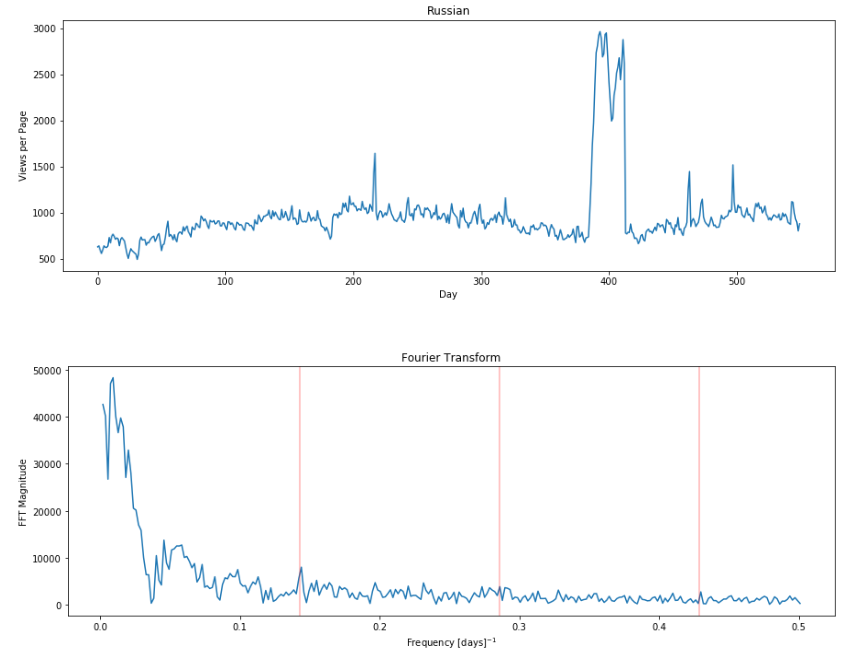 Russian
3000
2500
2000
1500
1000
500
Views per Page
0 100 200 300 400 500
Day
Fourier Transform
50000
40000
30000
20000
10000
0
FFT Magnitude
0.0 0.1 0.2 0.3 0.4 0.5
Frequency [days]⁻¹